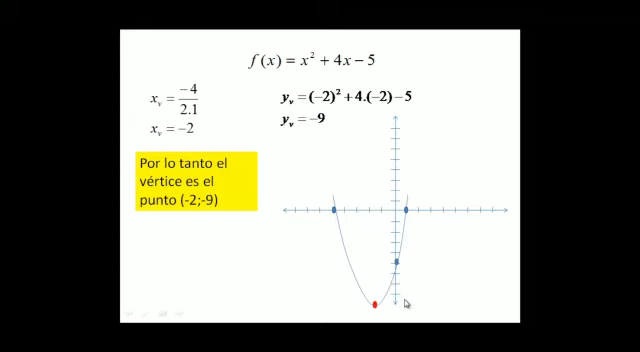 f(x) = x² + 4x − 5
xᵥ = −4/2.1
xᵥ = −2
yᵥ = (−2)² + 4.(−2) − 5
yᵥ = −9
Por lo tanto el
vértice es el
punto (-2;-9)